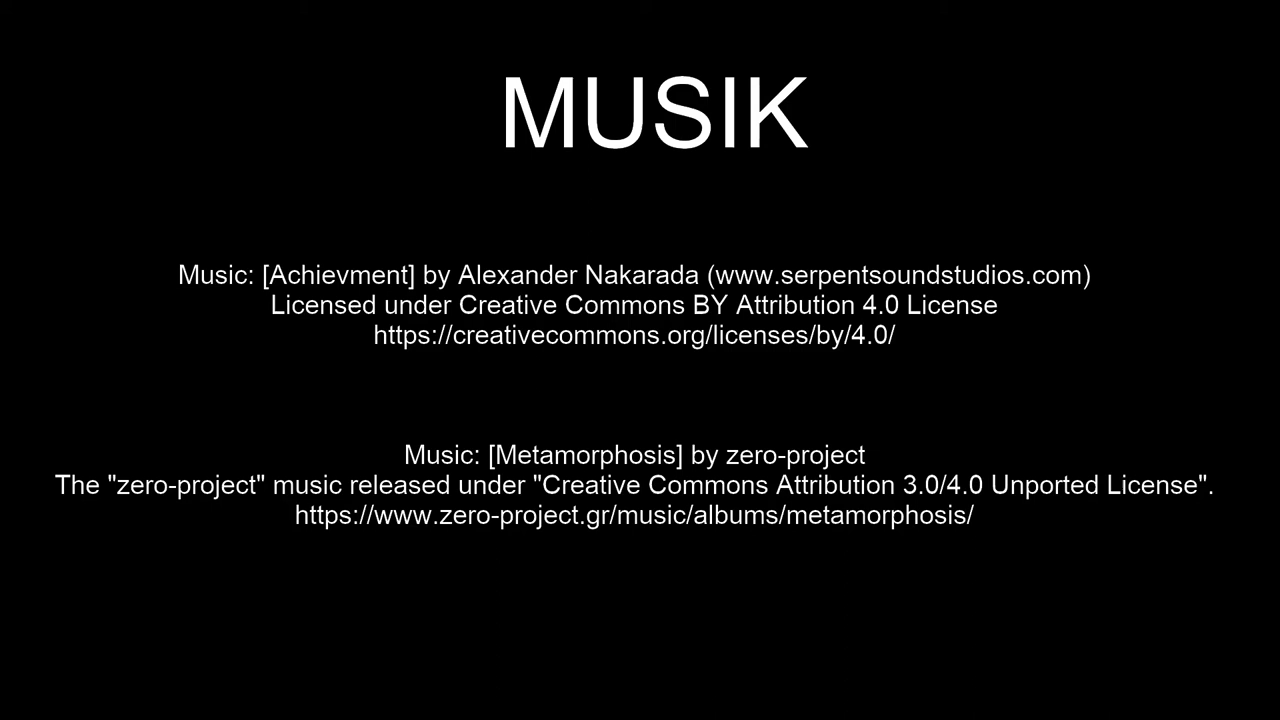 MUSIK
Music: [Achievment] by Alexander Nakarada (www.serpentsoundstudios.com)
Licensed under Creative Commons BY Attribution 4.0 License
https://creativecommons.org/licenses/by/4.0/
Music: [Metamorphosis] by zero-project
The "zero-project" music released under "Creative Commons Attribution 3.0/4.0 Unported License".
https://www.zero-project.gr/music/albums/metamorphosis/